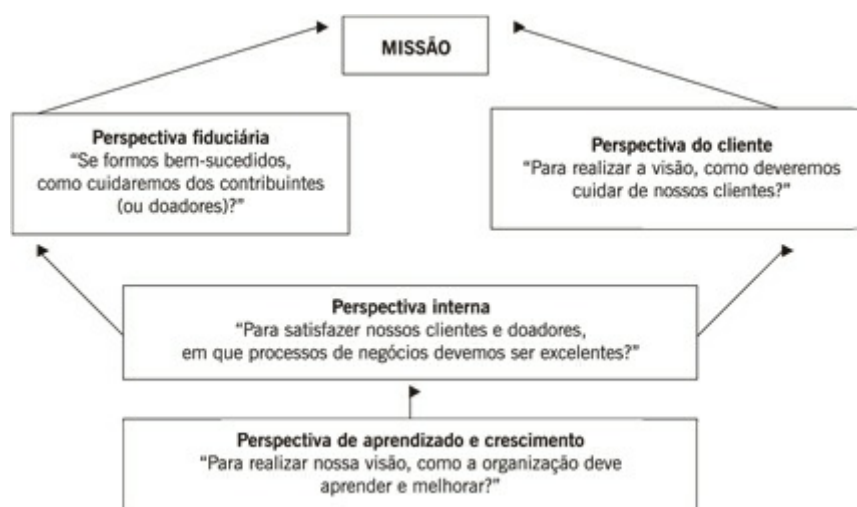 MISSÃO
Perspectiva fiduciária
“Se formos bem-sucedidos,
como cuidaremos dos contribuintes
(ou doadores)?”
Perspectiva do cliente
“Para realizar a visão, como deveremos
cuidar de nossos clientes?”
Perspectiva interna
“Para satisfazer nossos clientes e doadores,
em que processos de negócios devemos ser excelentes?”
Perspectiva de aprendizado e crescimento
“Para realizar nossa visão, como a organização deve
aprender e melhorar?”